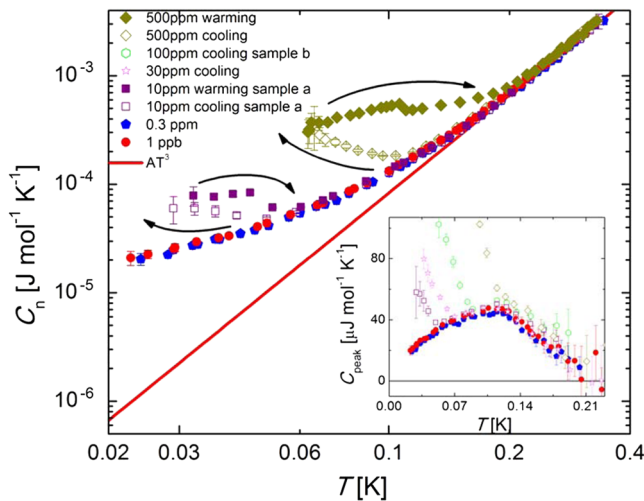 500ppm warming
500ppm cooling
100ppm cooling sample b
30ppm cooling
10ppm warming sample a
10ppm cooling sample a
0.3 ppm
1 ppb
AT³
10⁻³
10⁻⁴
10⁻⁵
10⁻⁶
Cₙ [J mol⁻¹ K⁻¹]
0.02 0.03 0.06 0.1 0.2 0.4
T [K]
80
40
0
C_peak [μJ mol⁻¹ K⁻¹]
0.00 0.07 0.14 0.21
T [K]